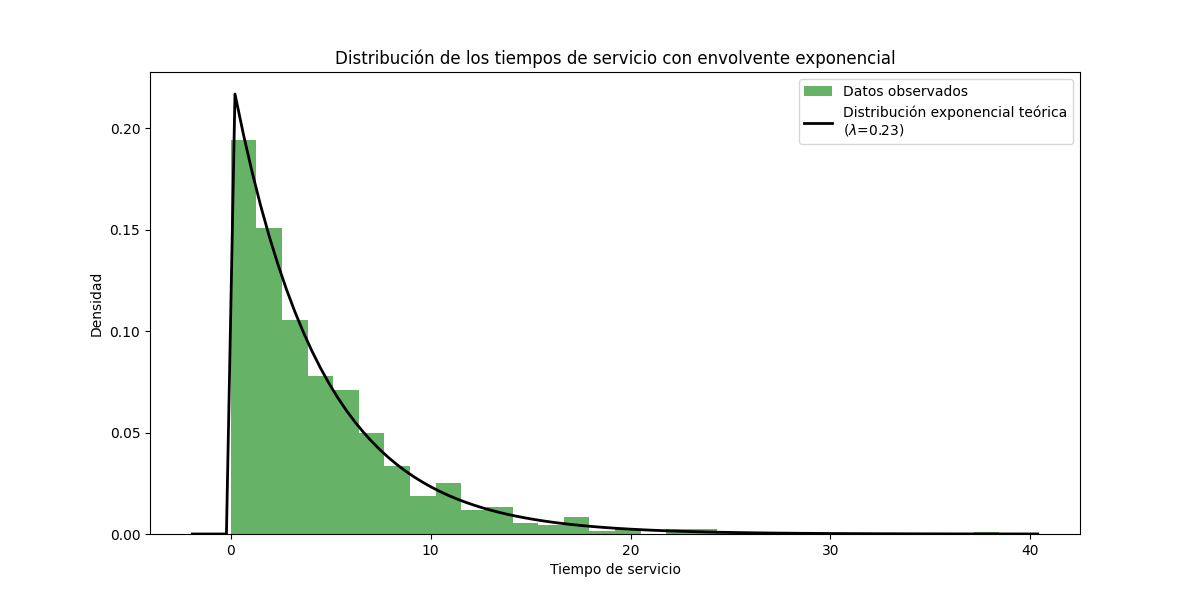 Distribución de los tiempos de servicio con envolvente exponencial
Datos observados
Distribución exponencial teórica
(λ=0.23)
Densidad
0.20
0.15
0.10
0.05
0.00
0 10 20 30 40
Tiempo de servicio